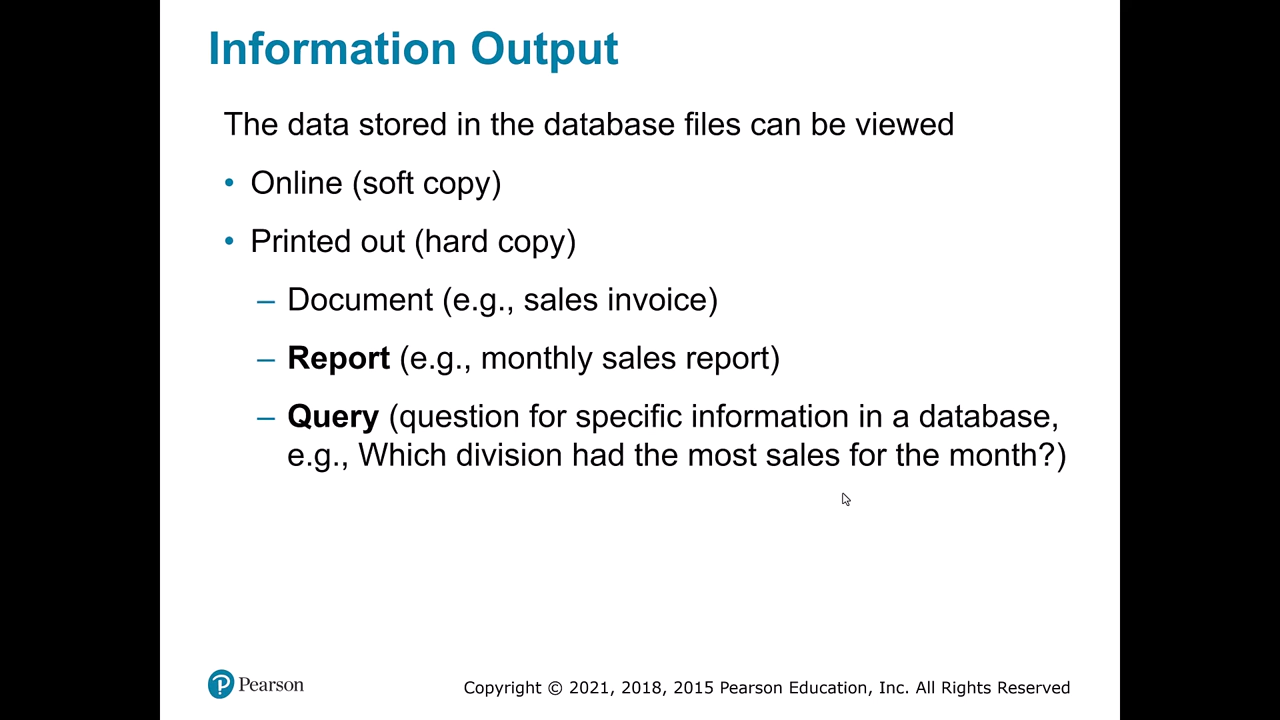 Information Output
The data stored in the database files can be viewed
• Online (soft copy)
• Printed out (hard copy)
– Document (e.g., sales invoice)
– Report (e.g., monthly sales report)
– Query (question for specific information in a database,
e.g., Which division had the most sales for the month?)
Pearson
Copyright © 2021, 2018, 2015 Pearson Education, Inc. All Rights Reserved